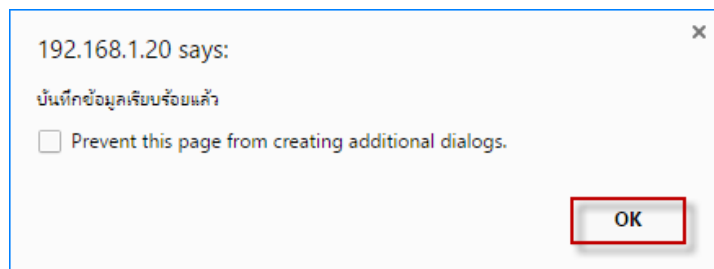 192.168.1.20 says:
บันทึกข้อมูลเรียบร้อยแล้ว
Prevent this page from creating additional dialogs.
OK